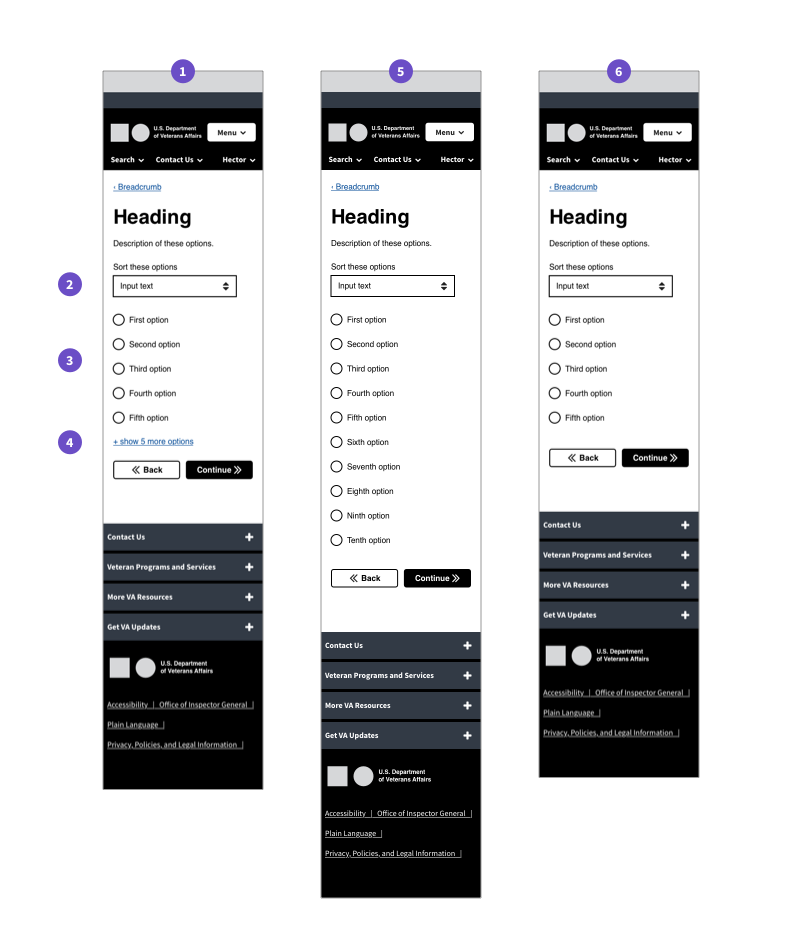 1
U.S. Department
of Veterans Affairs
Menu
Search
Contact Us
Hector
‹ Breadcrumb
Heading
Description of these options.
Sort these options
2
Input text
First option
Second option
3
Third option
Fourth option
Fifth option
4
+ show 5 more options
Back
Continue
Contact Us
Veteran Programs and Services
More VA Resources
Get VA Updates
U.S. Department
of Veterans Affairs
Accessibility | Office of Inspector General |
Plain Language |
Privacy, Policies, and Legal Information |
5
U.S. Department
of Veterans Affairs
Menu
Search
Contact Us
Hector
‹ Breadcrumb
Heading
Description of these options.
Sort these options
Input text
First option
Second option
Third option
Fourth option
Fifth option
Sixth option
Seventh option
Eighth option
Ninth option
Tenth option
Back
Continue
Contact Us
Veteran Programs and Services
More VA Resources
Get VA Updates
U.S. Department
of Veterans Affairs
Accessibility | Office of Inspector General |
Plain Language |
Privacy, Policies, and Legal Information |
6
U.S. Department
of Veterans Affairs
Menu
Search
Contact Us
Hector
‹ Breadcrumb
Heading
Description of these options.
Sort these options
Input text
First option
Second option
Third option
Fourth option
Fifth option
Back
Continue
Contact Us
Veteran Programs and Services
More VA Resources
Get VA Updates
U.S. Department
of Veterans Affairs
Accessibility | Office of Inspector General |
Plain Language |
Privacy, Policies, and Legal Information |